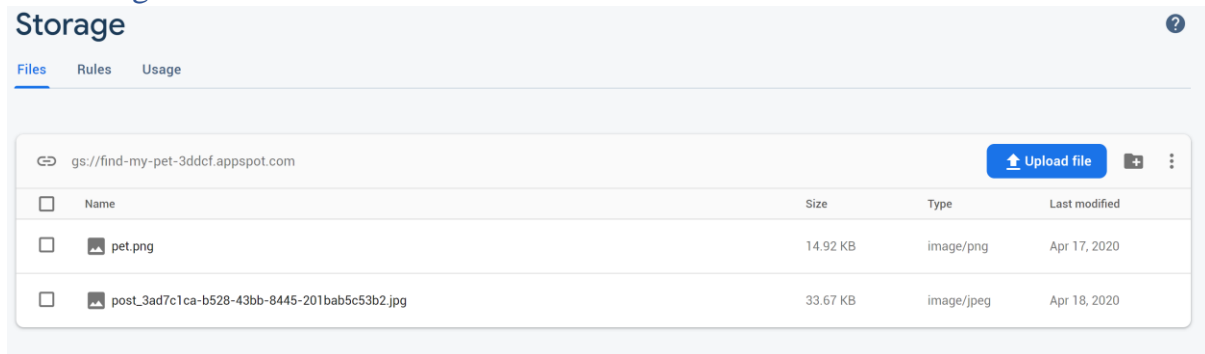 Storage
Files Rules Usage
gs://find-my-pet-3ddcf.appspot.com Upload file
Name Size Type Last modified
pet.png 14.92 KB image/png Apr 17, 2020
post_3ad7c1ca-b528-43bb-8445-201bab5c53b2.jpg 33.67 KB image/jpeg Apr 18, 2020